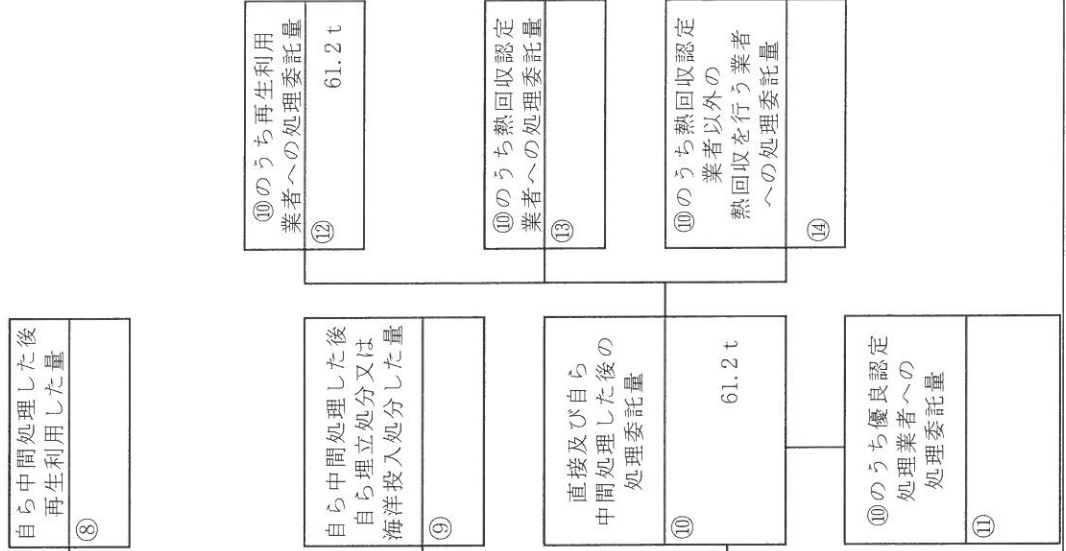 自ら中間処理した後
再生利用した量
⑧
自ら中間処理した後
自ら埋立処分又は
海洋投入処分した量
⑨
直接及び自ら
中間処理した後の
処理委託量
⑩
61.2 t
⑩のうち優良認定
処理業者への
処理委託量
⑪
⑩のうち再生利用
業者への処理委託量
⑫
61.2 t
⑩のうち熱回収認定
業者への処理委託量
⑬
⑩のうち熱回収認定
業者以外の
熱回収を行う業者
への処理委託量
⑭